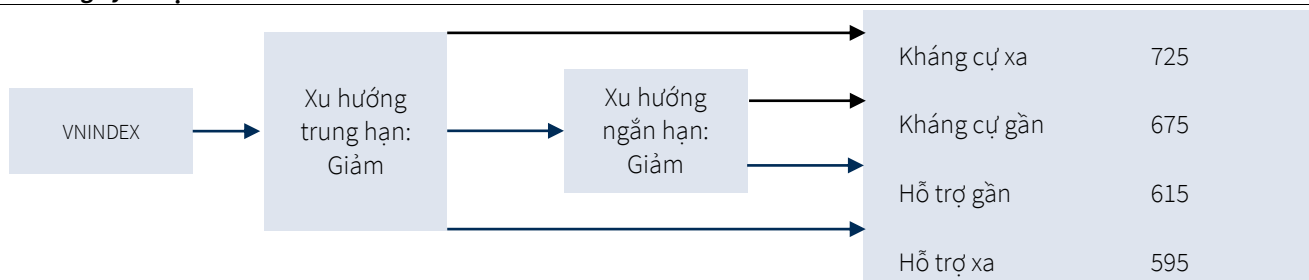 VNINDEX
Xu hướng
trung hạn:
Giảm
Xu hướng
ngắn hạn:
Giảm
Kháng cự xa 725
Kháng cự gần 675
Hỗ trợ gần 615
Hỗ trợ xa 595